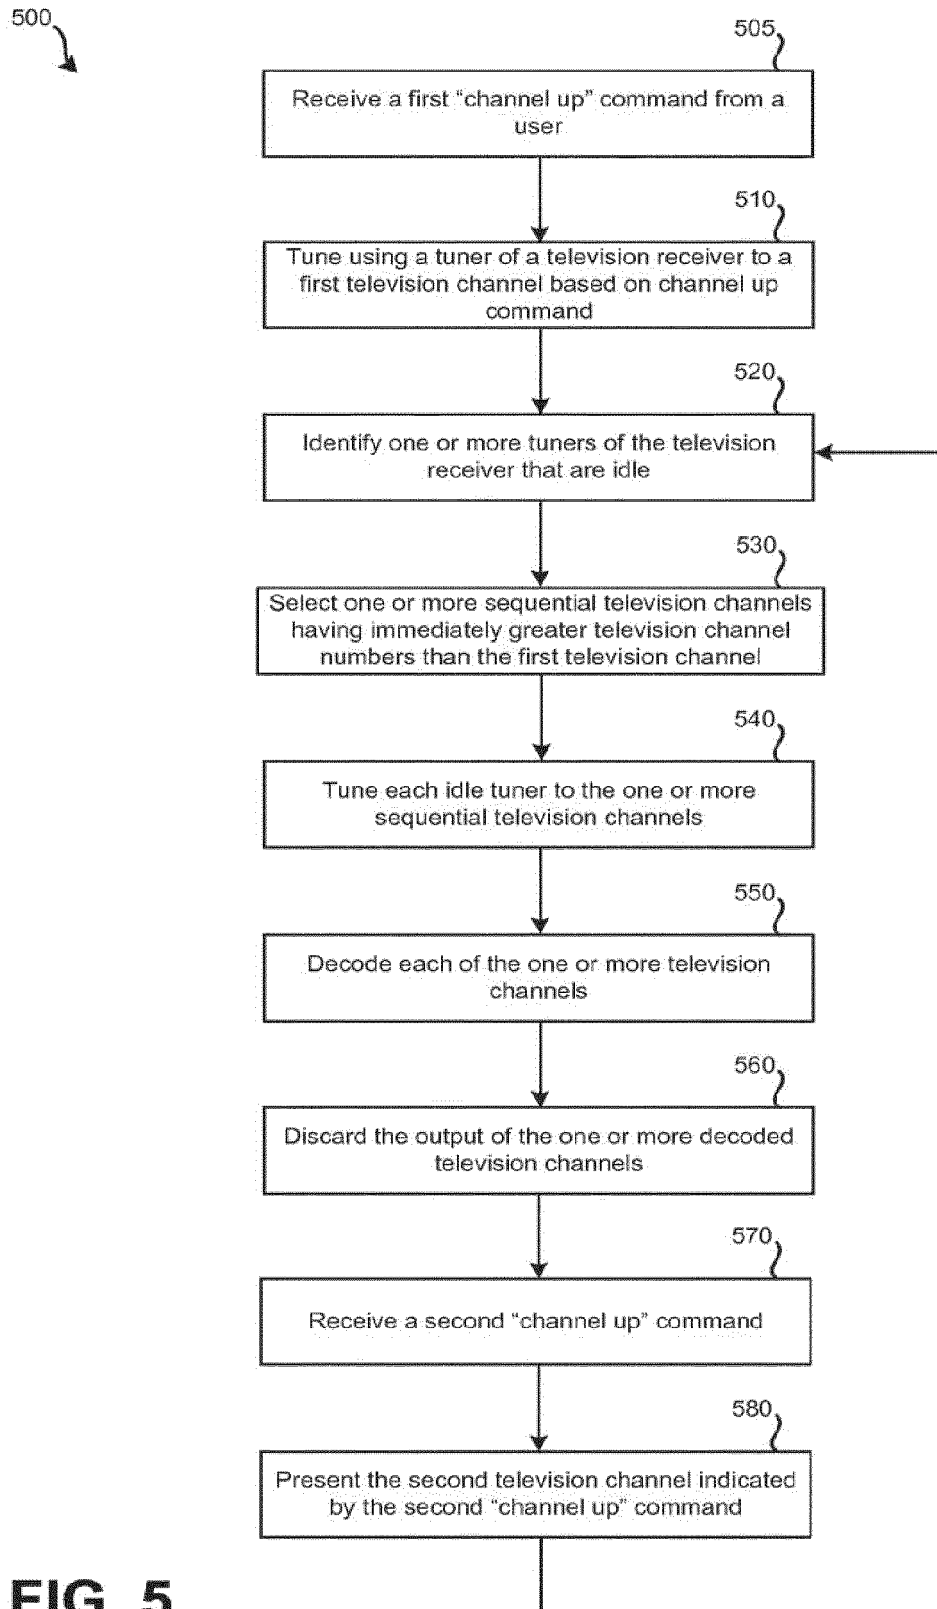 500
505
Receive a first “channel up” command from a
user
510
Tune using a tuner of a television receiver to a
first television channel based on channel up
command
520
Identify one or more tuners of the television
receiver that are idle
530
Select one or more sequential television channels
having immediately greater television channel
numbers than the first television channel
540
Tune each idle tuner to the one or more
sequential television channels
550
Decode each of the one or more television
channels
560
Discard the output of the one or more decoded
television channels
570
Receive a second “channel up” command
580
Present the second television channel indicated
by the second “channel up” command
FIG. 5